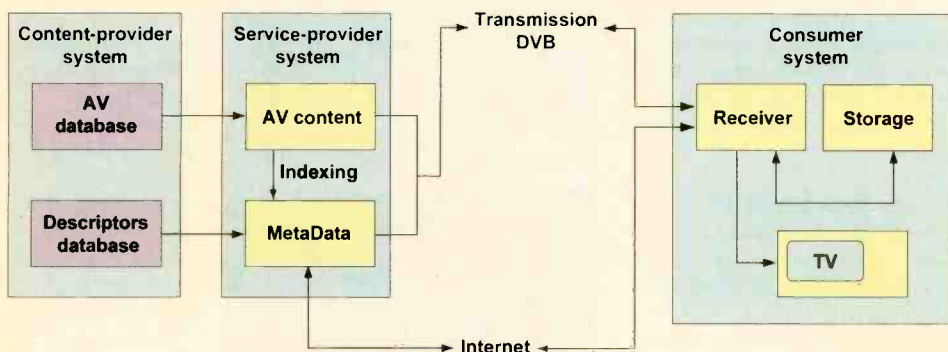 Content-provider
system
AV
database
Descriptors
database
Service-provider
system
AV content
Indexing
MetaData
Transmission
DVB
Internet
Consumer
system
Receiver
Storage
TV